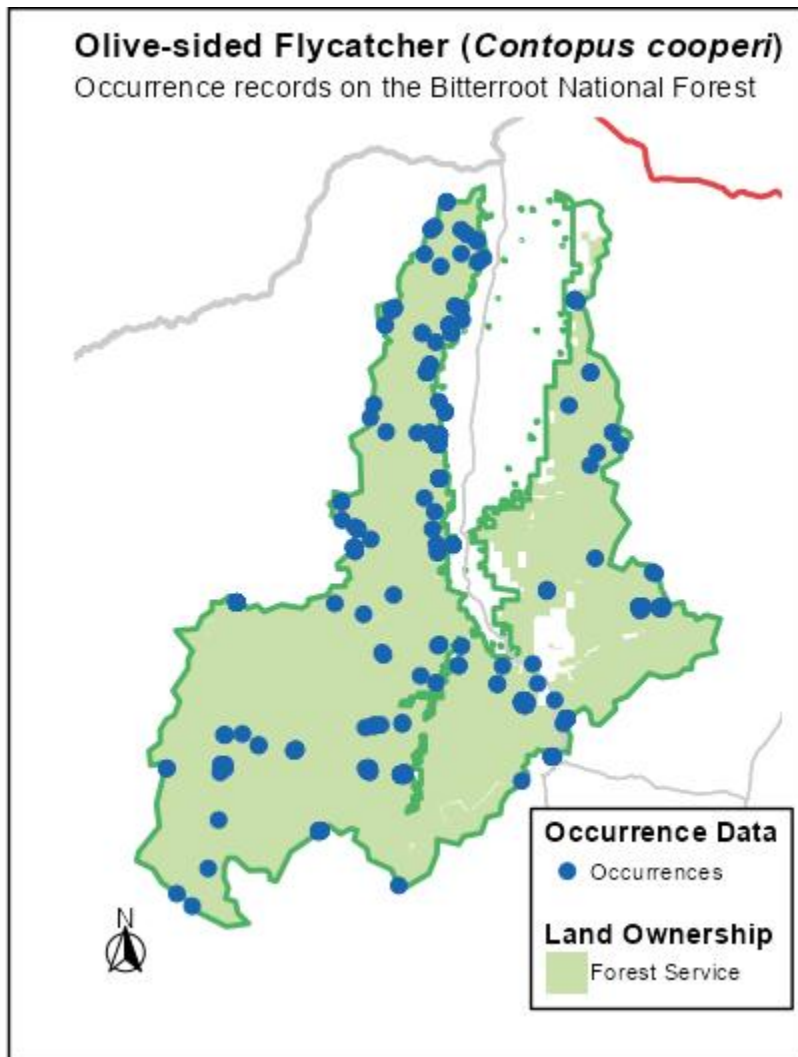 Olive-sided Flycatcher (Contopus cooperi)
Occurrence records on the Bitterroot National Forest
Occurrence Data
Occurrences
Land Ownership
Forest Service
N